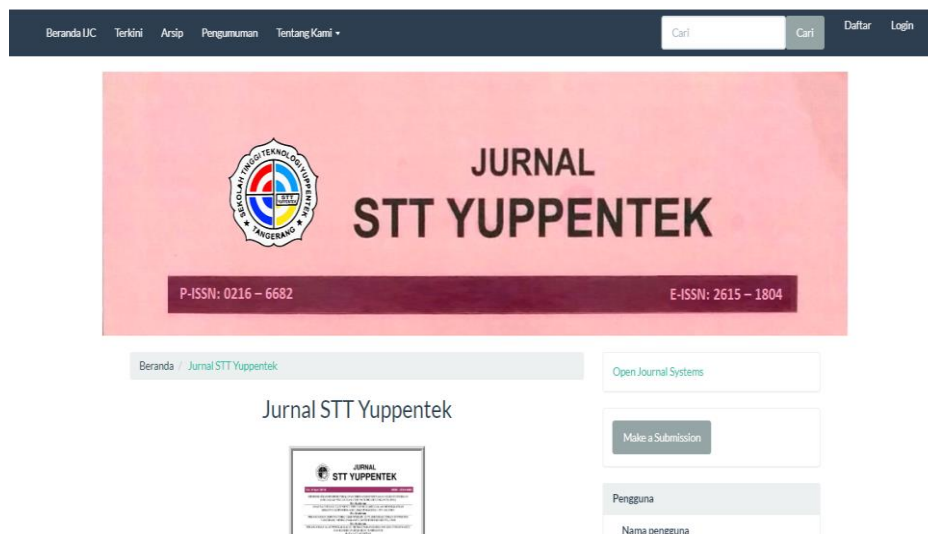 Beranda IJC Terkini Arsip Pengumuman Tentang Kami Cari Cari Daftar Login
SEKOLAH TINGGI TEKNOLOGI YUPPENTEK
STT
TANGERANG
JURNAL
STT YUPPENTEK
P-ISSN: 0216 – 6682 E-ISSN: 2615 – 1804
Beranda / Jurnal STT Yuppentek
Open Journal Systems
Jurnal STT Yuppentek
Make a Submission
JURNAL
STT YUPPENTEK
Pengguna
Nama pengguna